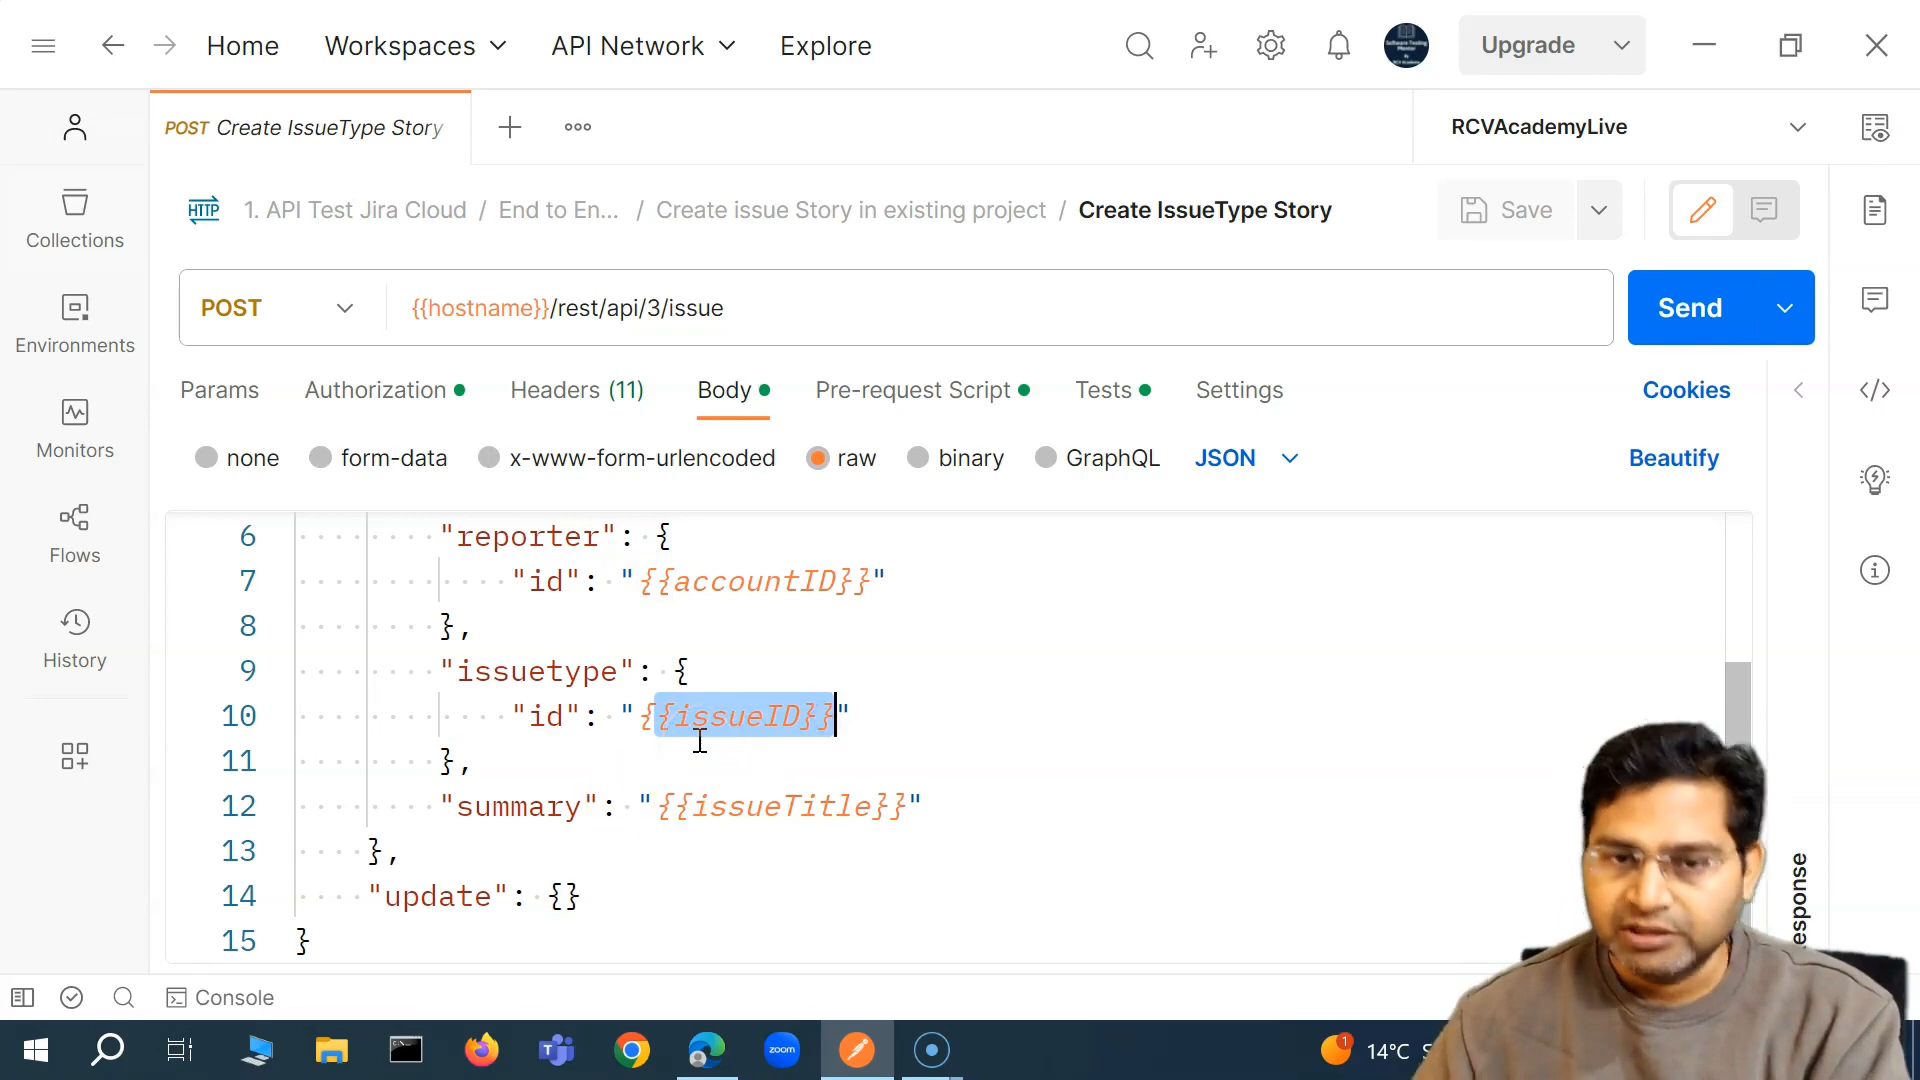 Home Workspaces API Network Explore Upgrade
POST Create IssueType Story RCVAcademyLive
HTTP 1. API Test Jira Cloud / End to En... / Create issue Story in existing project / Create IssueType Story Save
Collections
POST {{hostname}}/rest/api/3/issue Send
Environments
Params Authorization Headers (11) Body Pre-request Script Tests Settings Cookies
Monitors
none form-data x-www-form-urlencoded raw binary GraphQL JSON Beautify
Flows
History
6 "reporter": {
7 "id": "{{accountID}}"
8 },
9 "issuetype": {
10 "id": "{{issueID}}"
11 },
12 "summary": "{{issueTitle}}"
13 },
14 "update": {}
15 }
Console
zoom
1 14°C